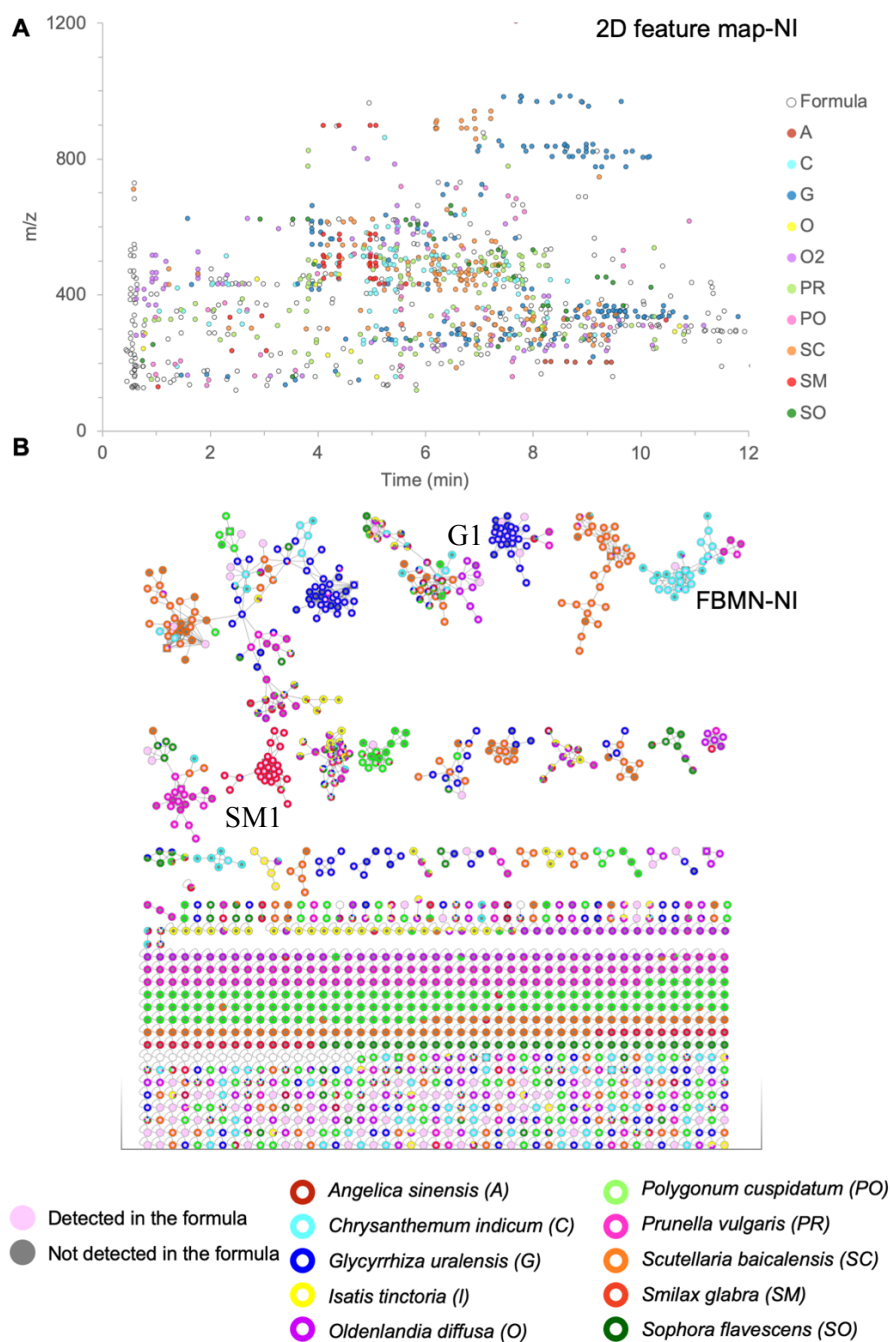 A
2D feature map-NI
1200
800
400
0
m/z
0
2
4
6
8
10
12
Time (min)
Formula
A
C
G
O
O2
PR
PO
SC
SM
SO
B
G1
FBMN-NI
SM1
Detected in the formula
Not detected in the formula
Angelica sinensis (A)
Chrysanthemum indicum (C)
Glycyrrhiza uralensis (G)
Isatis tinctoria (I)
Oldenlandia diffusa (O)
Polygonum cuspidatum (PO)
Prunella vulgaris (PR)
Scutellaria baicalensis (SC)
Smilax glabra (SM)
Sophora flavescens (SO)